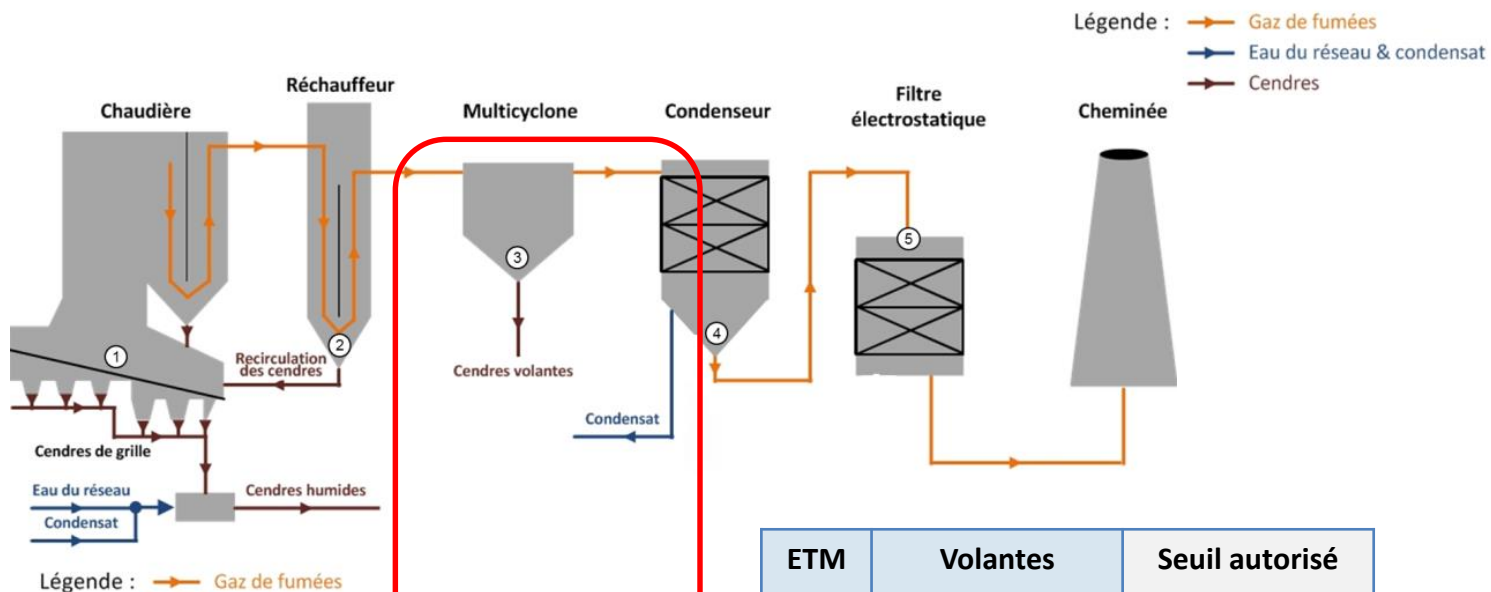 Légende :
Gaz de fumées
Eau du réseau & condensat
Cendres
Chaudière
Réchauffeur
Multicyclone
Condenseur
Filtre
électrostatique
Cheminée
1
2
3
4
5
Recirculation
des cendres
Cendres volantes
Condensat
Cendres de grille
Eau du réseau
Condensat
Cendres humides
Légende :
Gaz de fumées
ETM Volantes Seuil autorisé